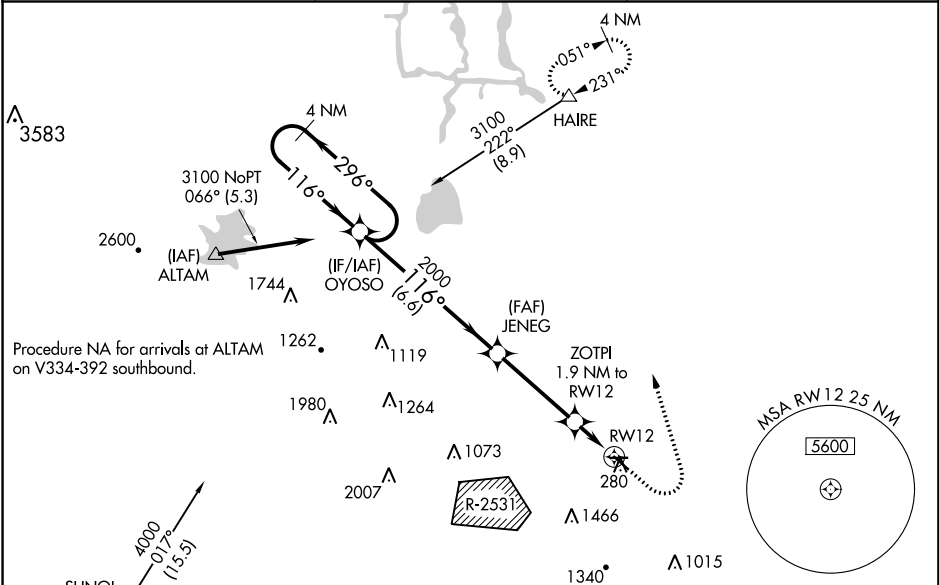 4 NM
051°
231°
HAIRE
3100
222°
(8.9)
3583
4 NM
296°
116°
3100 NoPT
066° (5.3)
2600
(IAF)
ALTAM
(IF/IAF)
OYOSO
2000
116°
(6.6)
1744
(FAF)
JENEG
Procedure NA for arrivals at ALTAM
on V334-392 southbound.
1262
1119
ZOTPI
1.9 NM to
RW12
1980
1264
RW12
280
MSA RW12 25 NM
5600
1073
2007
R-2531
1466
4000
017°
(15.5)
1340
1015
SUNOL